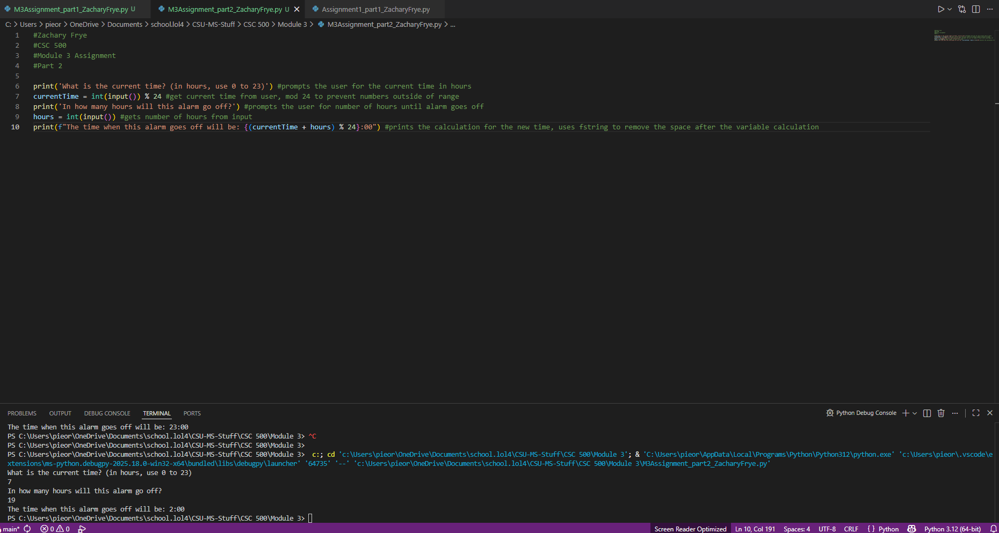 M3Assignment_part1_ZacharyFrye.py U M3Assignment_part2_ZacharyFrye.py U Assignment1_part1_ZacharyFrye.py
C: > Users > pieor > OneDrive > Documents > school.lol4 > CSU-MS-Stuff > CSC 500 > Module 3 > M3Assignment_part2_ZacharyFrye.py > ...
1 #Zachary Frye
2 #CSC 500
3 #Module 3 Assignment
4 #Part 2
5
6 print('What is the current time? (in hours, use 0 to 23)') #prompts the user for the current time in hours
7 currentTime = int(input()) % 24 #get current time from user, mod 24 to prevent numbers outside of range
8 print('In how many hours will this alarm go off?') #prompts the user for number of hours until alarm goes off
9 hours = int(input()) #gets number of hours from input
10 print(f"The time when this alarm goes off will be: {(currentTime + hours) % 24}:00") #prints the calculation for the new time, uses fstring to remove the space after the variable calculation
PROBLEMS OUTPUT DEBUG CONSOLE TERMINAL PORTS Python Debug Console
The time when this alarm goes off will be: 23:00
PS C:\Users\pieor\OneDrive\Documents\school.lol4\CSU-MS-Stuff\CSC 500\Module 3> ^C
PS C:\Users\pieor\OneDrive\Documents\school.lol4\CSU-MS-Stuff\CSC 500\Module 3>
PS C:\Users\pieor\OneDrive\Documents\school.lol4\CSU-MS-Stuff\CSC 500\Module 3>  c:; cd 'c:\Users\pieor\OneDrive\Documents\school.lol4\CSU-MS-Stuff\CSC 500\Module 3'; & 'C:\Users\pieor\AppData\Local\Programs\Python\Python312\python.exe' 'c:\Users\pieor\.vscode\e
xtensions\ms-python.debugpy-2025.18.0-win32-x64\bundled\libs\debugpy\launcher' '64735' '--' 'c:\Users\pieor\OneDrive\Documents\school.lol4\CSU-MS-Stuff\CSC 500\Module 3\M3Assignment_part2_ZacharyFrye.py'
What is the current time? (in hours, use 0 to 23)
7
In how many hours will this alarm go off?
19
The time when this alarm goes off will be: 2:00
PS C:\Users\pieor\OneDrive\Documents\school.lol4\CSU-MS-Stuff\CSC 500\Module 3>
main* 0 0 Screen Reader Optimized Ln 10, Col 191 Spaces: 4 UTF-8 CRLF { } Python Python 3.12 (64-bit)